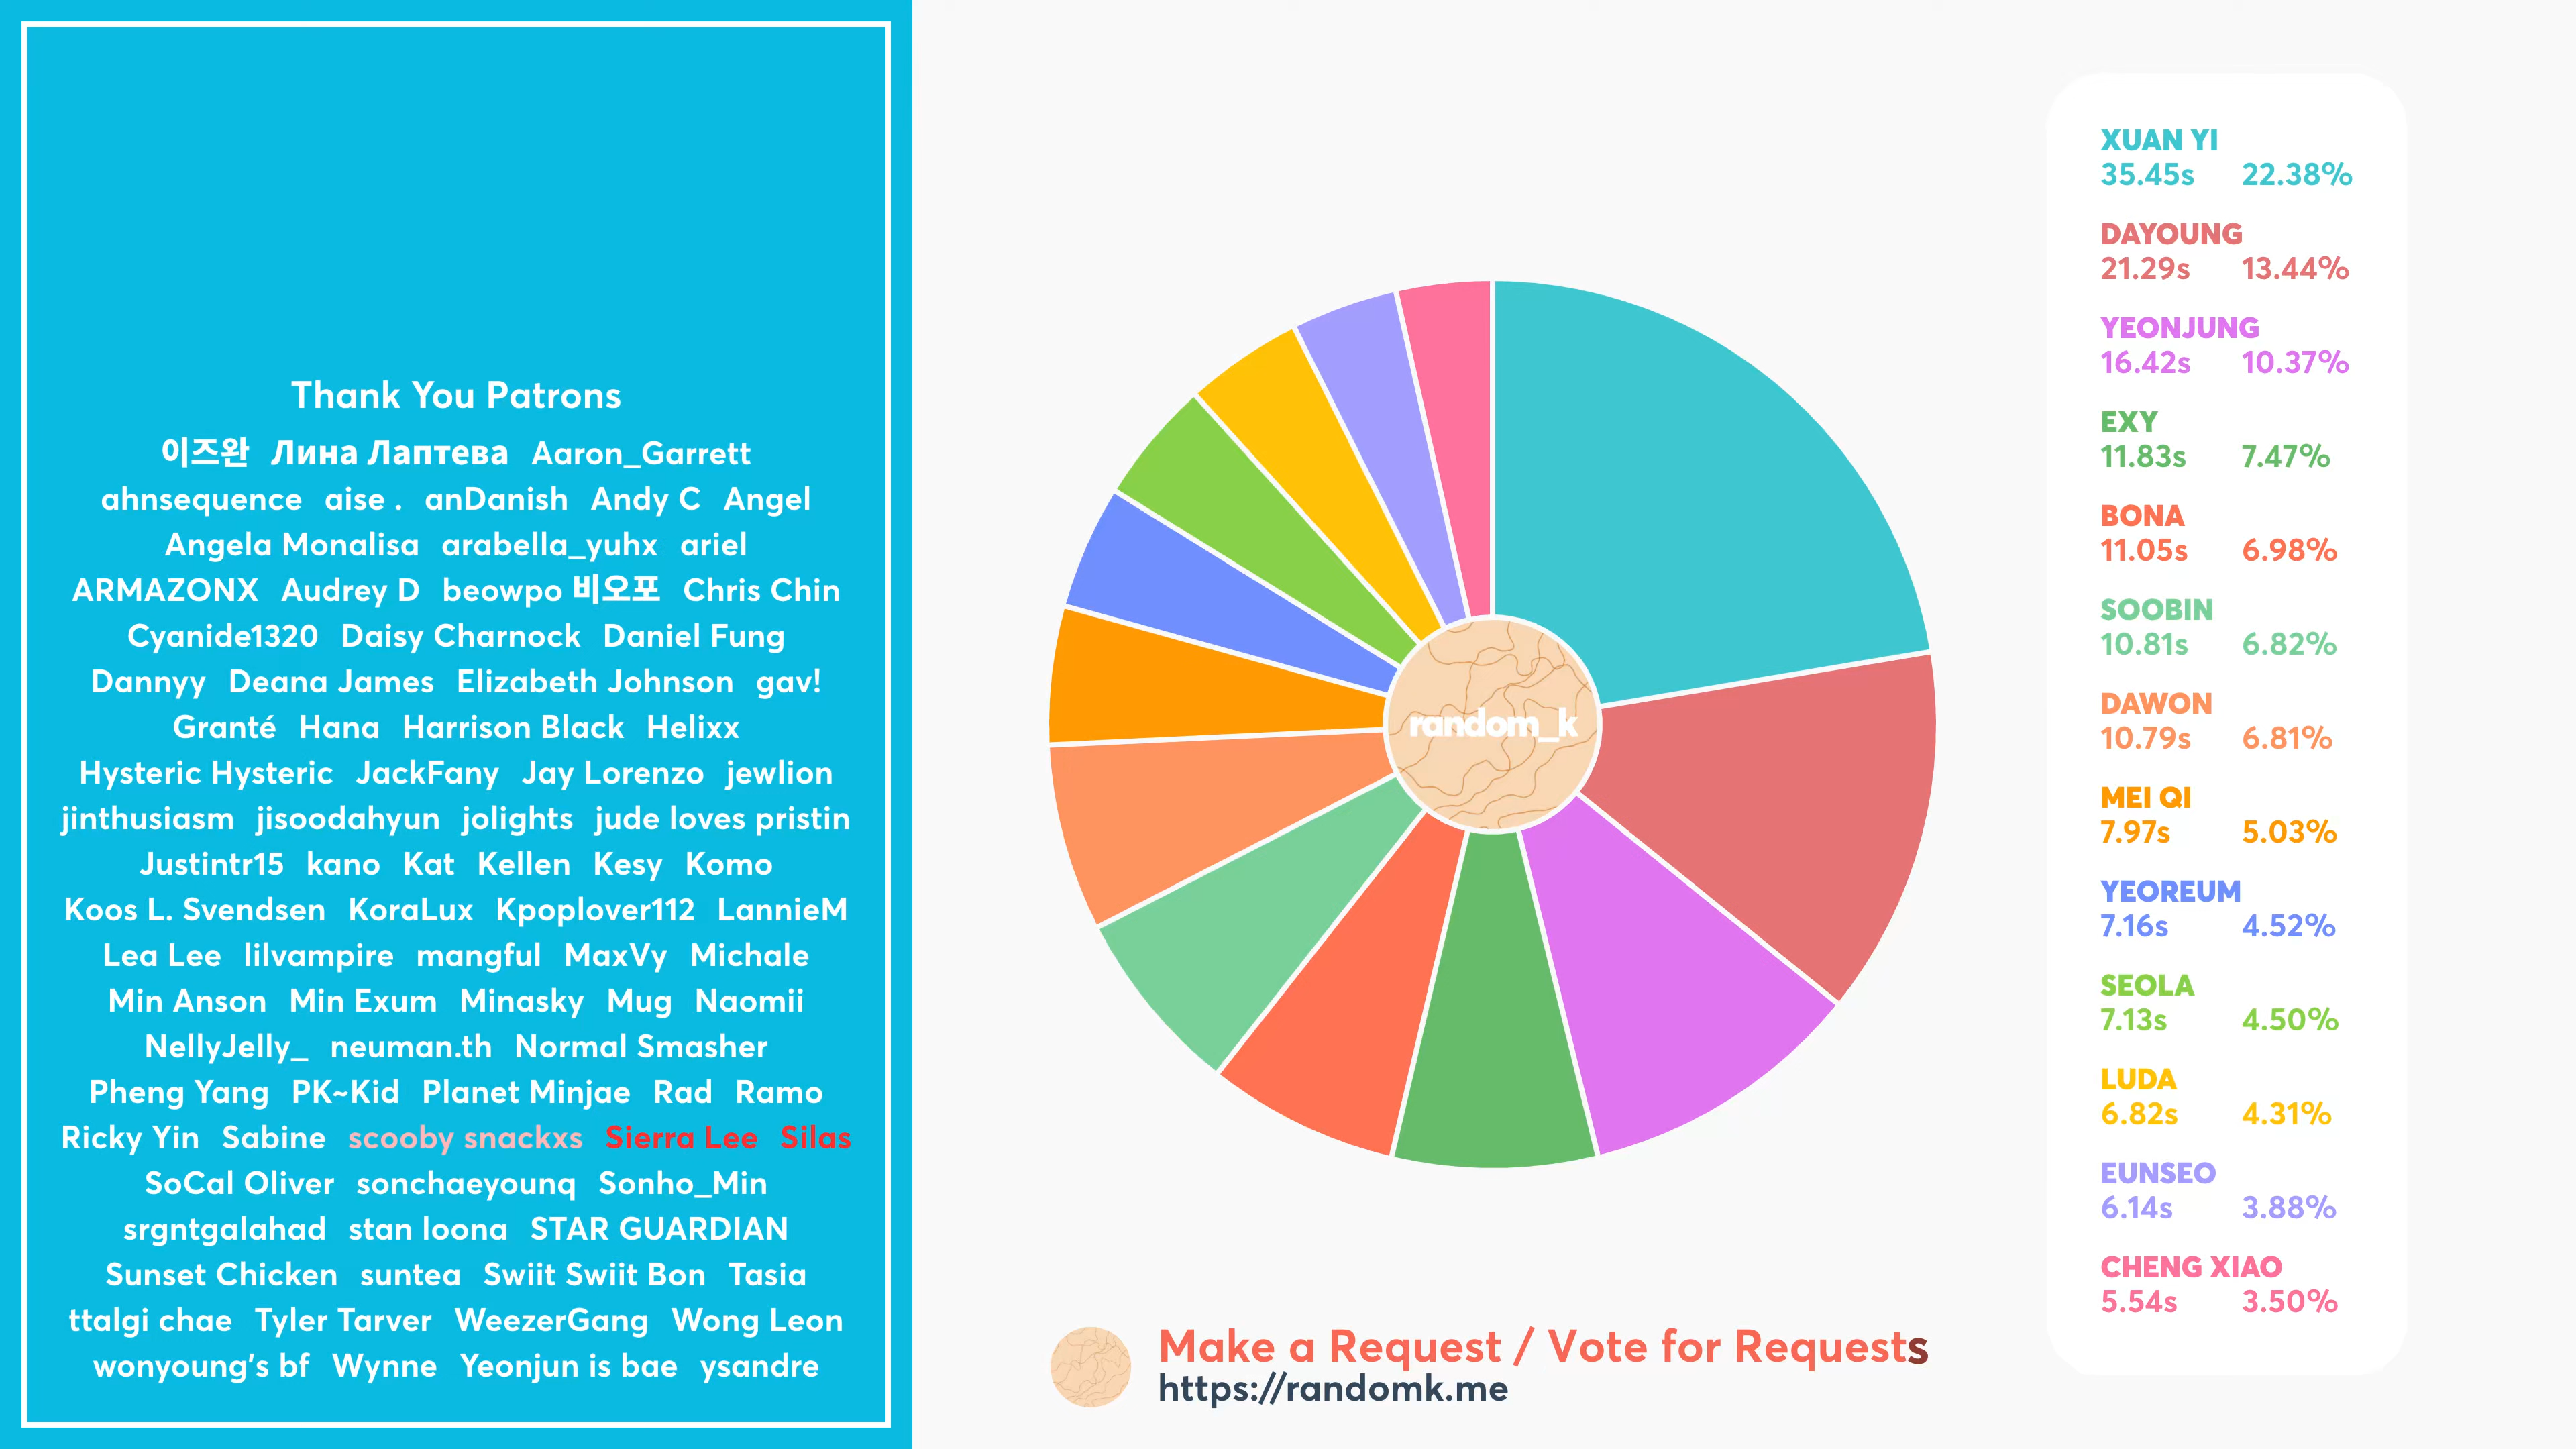 Thank You Patrons
이즈완 Лина Лаптева Aaron_Garrett
ahnsequence aise . anDanish Andy C Angel
Angela Monalisa arabella_yuhx ariel
ARMAZONX Audrey D beowpo 비오포 Chris Chin
Cyanide1320 Daisy Charnock Daniel Fung
Dannyy Deana James Elizabeth Johnson gav!
Granté Hana Harrison Black Helixx
Hysteric Hysteric JackFany Jay Lorenzo jewlion
jinthusiasm jisoodahyun jolights jude loves pristin
Justintr15 kano Kat Kellen Kesy Komo
Koos L. Svendsen KoraLux Kpoplover112 LannieM
Lea Lee lilvampire mangful MaxVy Michale
Min Anson Min Exum Minasky Mug Naomii
NellyJelly_ neuman.th Normal Smasher
Pheng Yang PK~Kid Planet Minjae Rad Ramo
Ricky Yin Sabine scooby snackxs Sierra Lee Silas
SoCal Oliver sonchaeyounq Sonho_Min
srgntgalahad stan loona STAR GUARDIAN
Sunset Chicken suntea Swiit Swiit Bon Tasia
ttalgi chae Tyler Tarver WeezerGang Wong Leon
wonyoung's bf Wynne Yeonjun is bae ysandre
random_k
Make a Request / Vote for Requests
https://randomk.me
XUAN YI
35.45s 22.38%
DAYOUNG
21.29s 13.44%
YEONJUNG
16.42s 10.37%
EXY
11.83s 7.47%
BONA
11.05s 6.98%
SOOBIN
10.81s 6.82%
DAWON
10.79s 6.81%
MEI QI
7.97s 5.03%
YEOREUM
7.16s 4.52%
SEOLA
7.13s 4.50%
LUDA
6.82s 4.31%
EUNSEO
6.14s 3.88%
CHENG XIAO
5.54s 3.50%